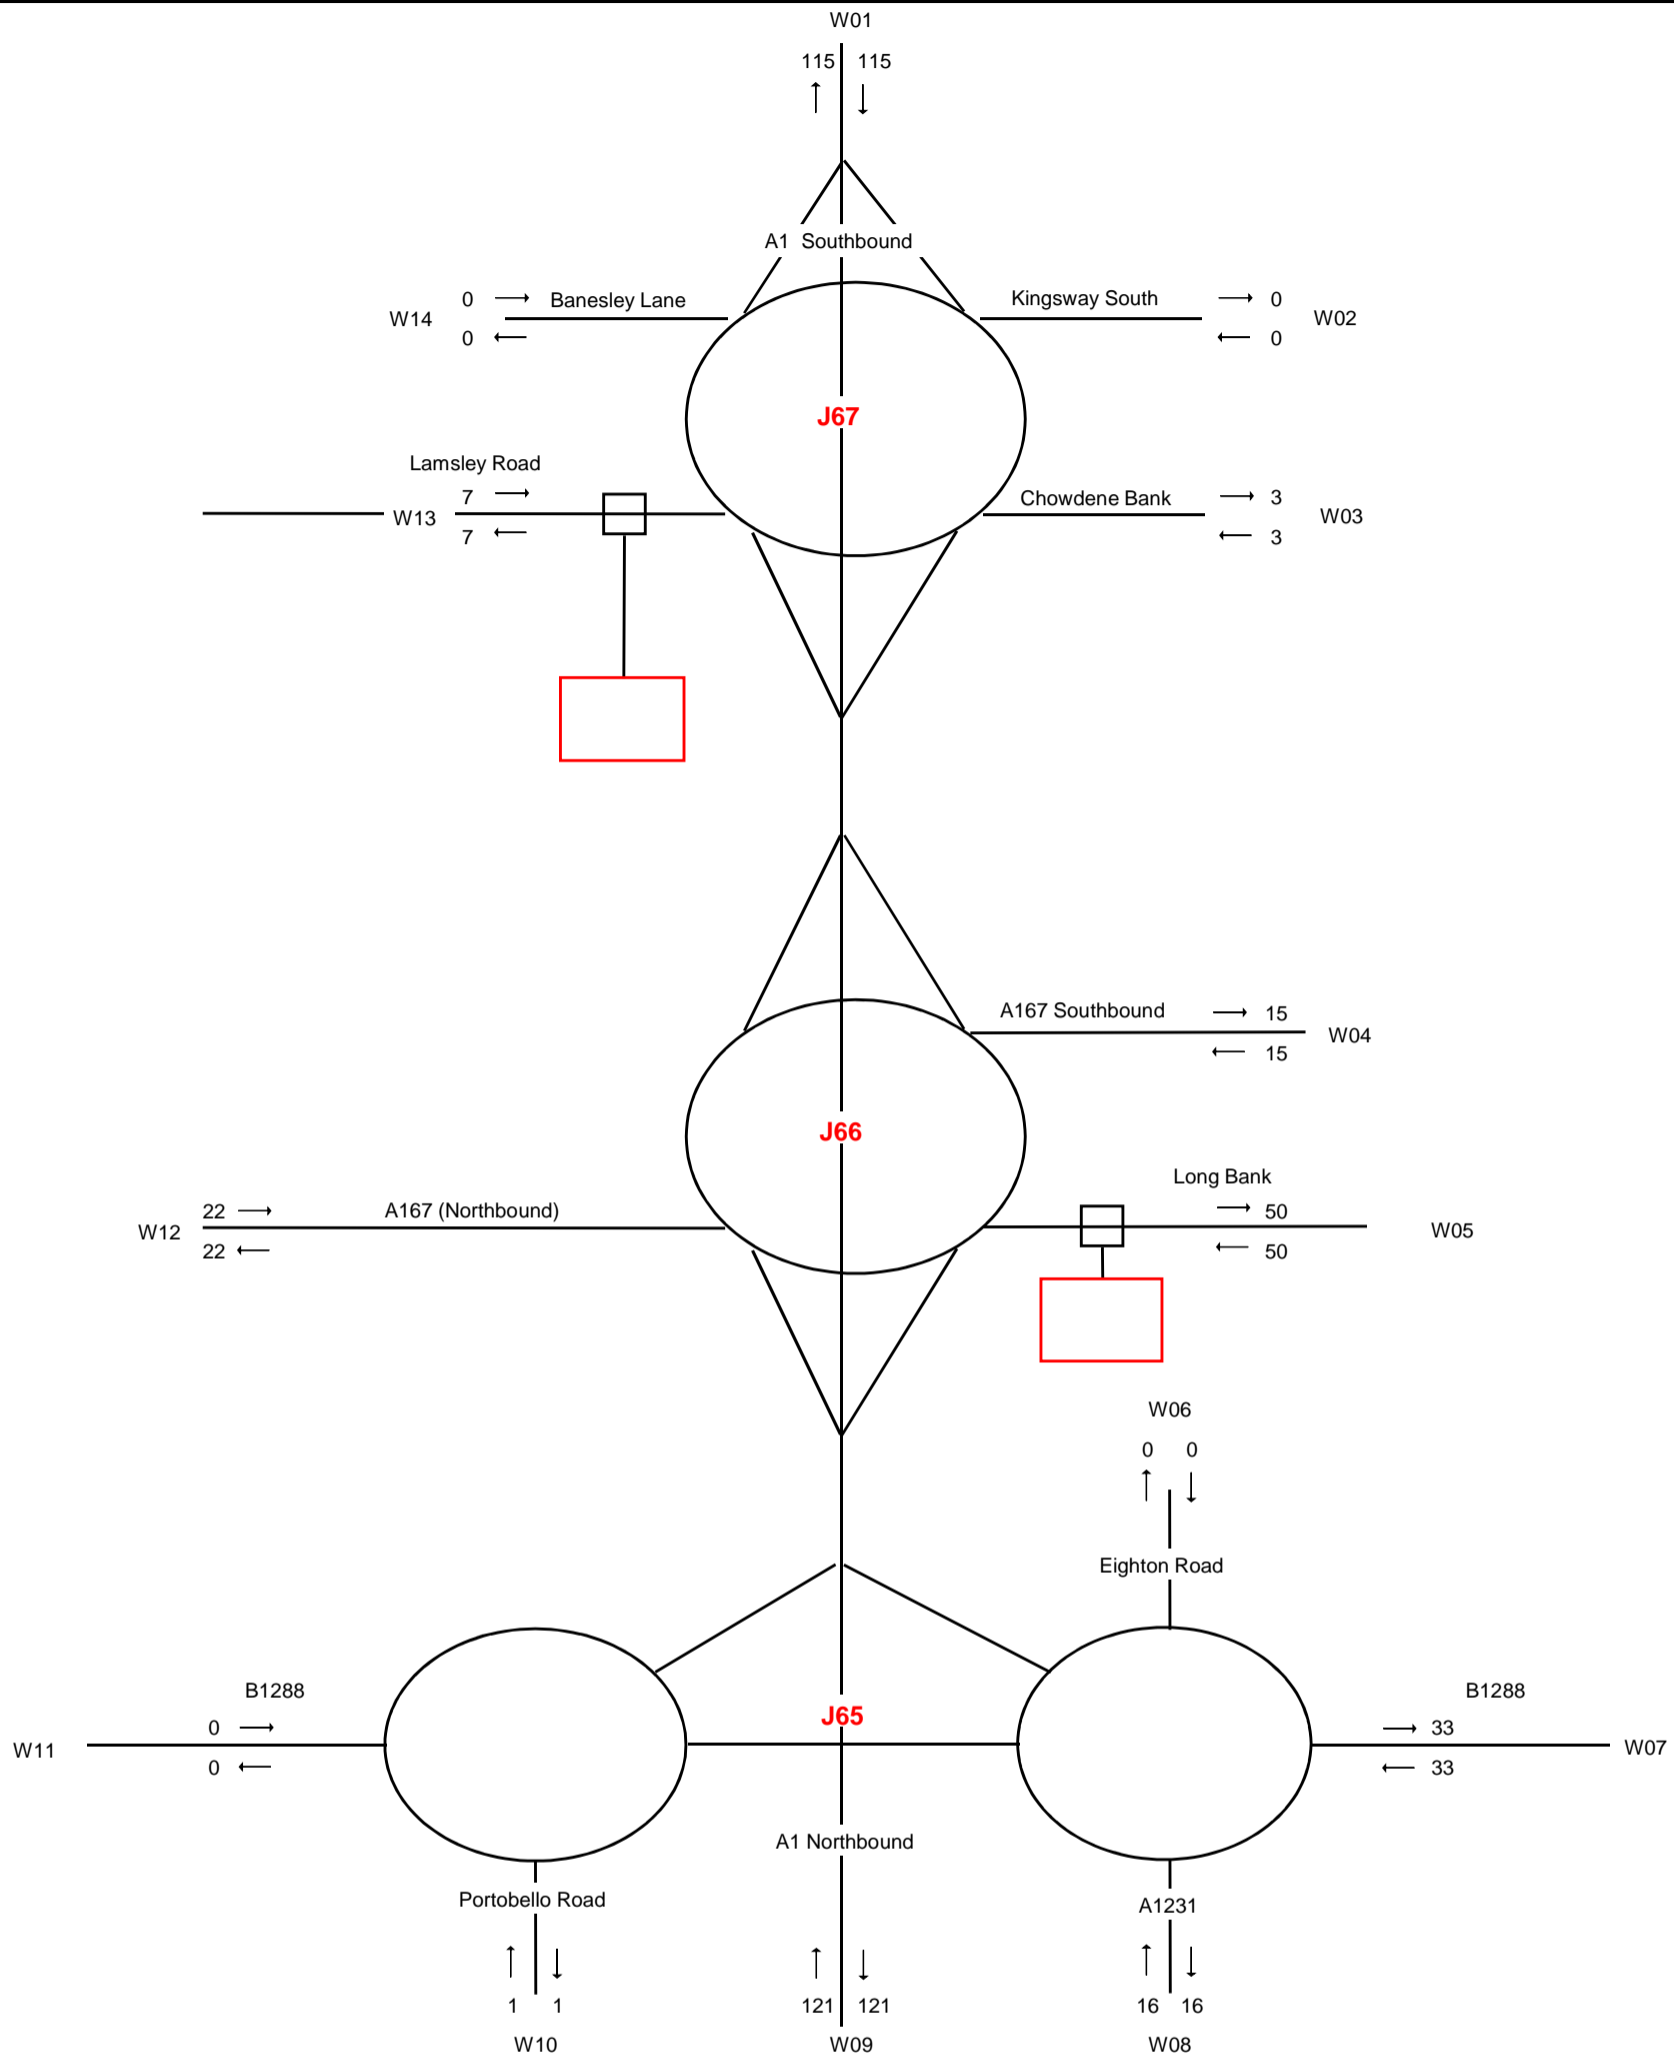 W01
115 115
↑ ↓
A1 Southbound
0 → Banesley Lane
W14
0 ←
Kingsway South → 0
W02
← 0
J67
Lamsley Road
7 →
W13
7 ←
Chowdene Bank → 3
W03
← 3
A167 Southbound → 15
W04
← 15
J66
Long Bank
→ 50
W05
← 50
22 → A167 (Northbound)
W12
22 ←
W06
0 0
↑ ↓
Eighton Road
B1288
0 →
W11
0 ←
J65
B1288
→ 33
W07
← 33
A1 Northbound
Portobello Road
A1231
↑ ↓
1 1
W10
↑ ↓
121 121
W09
↑ ↓
16 16
W08